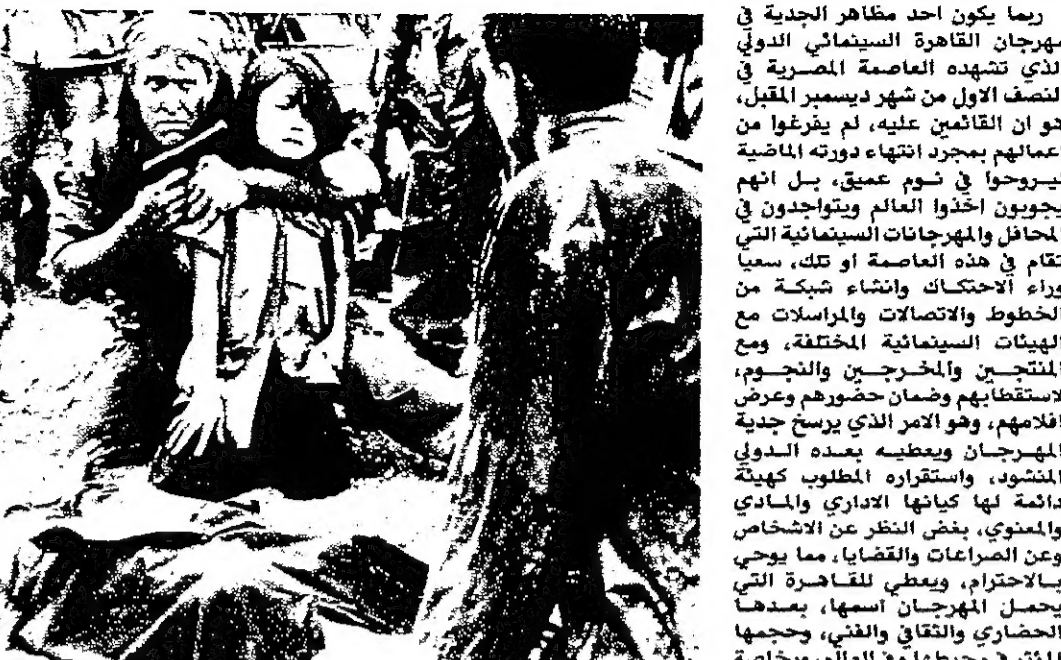 ربما يكون احد مظاهر الجدية في
مهرجان القاهرة السينمائي الدولي
الذي تشهده العاصمة المصرية في
النصف الاول من شهر ديسمبر المقبل،
هو ان القائمين عليه، لم يفرغوا من
اعمالهم بمجرد انتهاء دورته الماضية
ليروحوا في نوم عميق، بل انهم
يجوبون اخذوا العالم ويتواجدون في
المحافل والمهرجانات السينمائية التي
تقام في هذه العاصمة او تلك، سعيا
وراء الاحتكاك وانشاء شبكة من
الخطوط والاتصالات والمراسلات مع
الهيئات السينمائية المختلفة، ومع
المنتجين والمخرجين والنجوم،
لاستقطابهم وضمان حضورهم وعرض
افلامهم، وهو الامر الذي يرسخ جدية
المهرجان ويعطيه بعده الدولي
المنشود، واستقراره المطلوب كهيئة
دائمة لها كيانها الاداري والمادي
والمعنوي، بغض النظر عن الاشخاص
وعن الصراعات والقضايا، مما يوحي
بالاحترام، ويعطي للقاهرة التي
يحمل المهرجان اسمها، بعدها
الحضاري والثقافي والفني، وحجمها